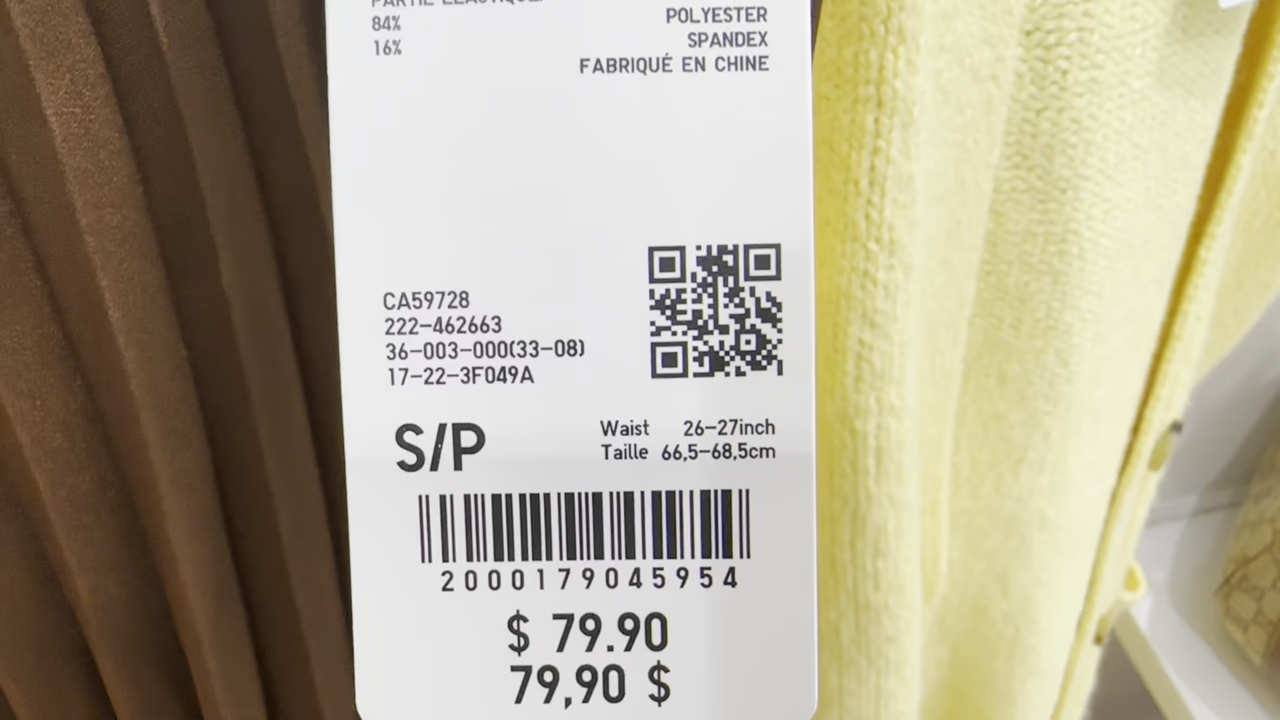 84% POLYESTER
16% SPANDEX
FABRIQUÉ EN CHINE
CA59728
222-462663
36-003-000(33-08)
17-22-3F049A
S/P
Waist 26-27inch
Taille 66,5-68,5cm
2000179045954
$ 79.90
79,90 $